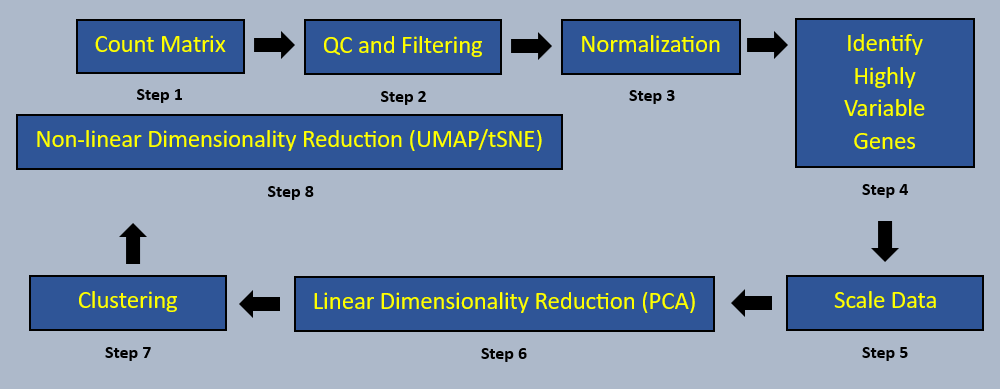 Count Matrix
Step 1
QC and Filtering
Step 2
Normalization
Step 3
Identify
Highly
Variable
Genes
Step 4
Scale Data
Step 5
Linear Dimensionality Reduction (PCA)
Step 6
Clustering
Step 7
Non-linear Dimensionality Reduction (UMAP/tSNE)
Step 8